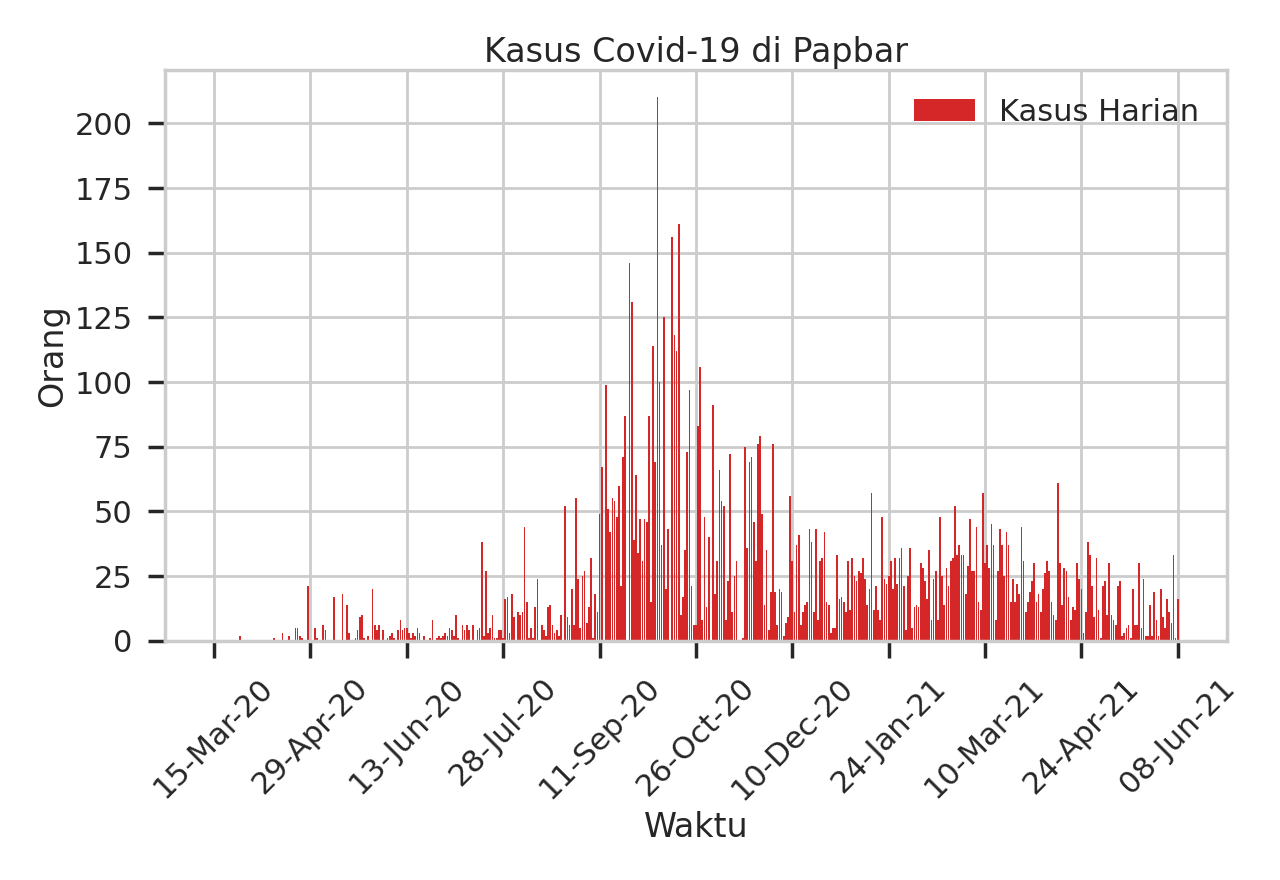 Kasus Covid-19 di Papbar
Kasus Harian
Orang
200
175
150
125
100
75
50
25
0
15-Mar-20
29-Apr-20
13-Jun-20
28-Jul-20
11-Sep-20
26-Oct-20
10-Dec-20
24-Jan-21
10-Mar-21
24-Apr-21
08-Jun-21
Waktu